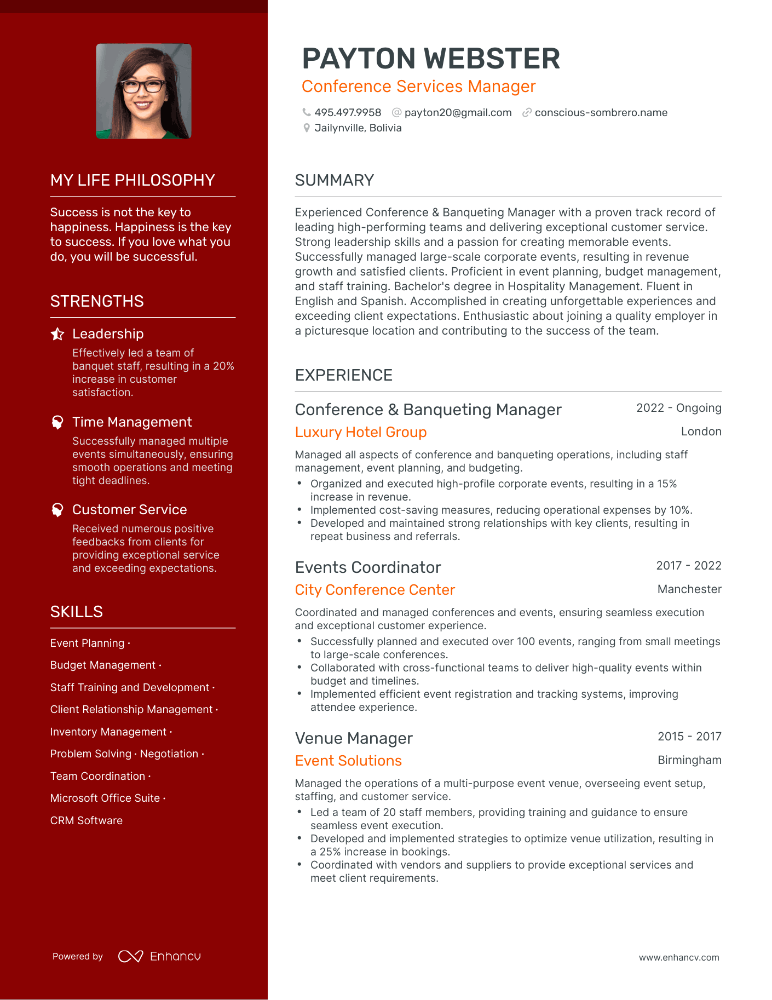 PAYTON WEBSTER
Conference Services Manager
495.497.9958 payton20@gmail.com conscious-sombrero.name
Jailynville, Bolivia
MY LIFE PHILOSOPHY
Success is not the key to
happiness. Happiness is the key
to success. If you love what you
do, you will be successful.
STRENGTHS
Leadership
Effectively led a team of
banquet staff, resulting in a 20%
increase in customer
satisfaction.
Time Management
Successfully managed multiple
events simultaneously, ensuring
smooth operations and meeting
tight deadlines.
Customer Service
Received numerous positive
feedbacks from clients for
providing exceptional service
and exceeding expectations.
SKILLS
Event Planning ·
Budget Management ·
Staff Training and Development ·
Client Relationship Management ·
Inventory Management ·
Problem Solving · Negotiation ·
Team Coordination ·
Microsoft Office Suite ·
CRM Software
Powered by Enhancv
SUMMARY
Experienced Conference & Banqueting Manager with a proven track record of
leading high-performing teams and delivering exceptional customer service.
Strong leadership skills and a passion for creating memorable events.
Successfully managed large-scale corporate events, resulting in revenue
growth and satisfied clients. Proficient in event planning, budget management,
and staff training. Bachelor's degree in Hospitality Management. Fluent in
English and Spanish. Accomplished in creating unforgettable experiences and
exceeding client expectations. Enthusiastic about joining a quality employer in
a picturesque location and contributing to the success of the team.
EXPERIENCE
Conference & Banqueting Manager 2022 - Ongoing
Luxury Hotel Group London
Managed all aspects of conference and banqueting operations, including staff
management, event planning, and budgeting.
• Organized and executed high-profile corporate events, resulting in a 15%
increase in revenue.
• Implemented cost-saving measures, reducing operational expenses by 10%.
• Developed and maintained strong relationships with key clients, resulting in
repeat business and referrals.
Events Coordinator 2017 - 2022
City Conference Center Manchester
Coordinated and managed conferences and events, ensuring seamless execution
and exceptional customer experience.
• Successfully planned and executed over 100 events, ranging from small meetings
to large-scale conferences.
• Collaborated with cross-functional teams to deliver high-quality events within
budget and timelines.
• Implemented efficient event registration and tracking systems, improving
attendee experience.
Venue Manager 2015 - 2017
Event Solutions Birmingham
Managed the operations of a multi-purpose event venue, overseeing event setup,
staffing, and customer service.
• Led a team of 20 staff members, providing training and guidance to ensure
seamless event execution.
• Developed and implemented strategies to optimize venue utilization, resulting in
a 25% increase in bookings.
• Coordinated with vendors and suppliers to provide exceptional services and
meet client requirements.
www.enhancv.com